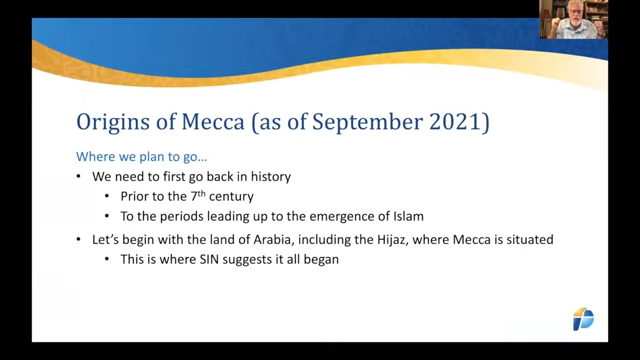 Origins of Mecca (as of September 2021)
Where we plan to go…
• We need to first go back in history
• Prior to the 7th century
• To the periods leading up to the emergence of Islam
• Let's begin with the land of Arabia, including the Hijaz, where Mecca is situated
• This is where SIN suggests it all began